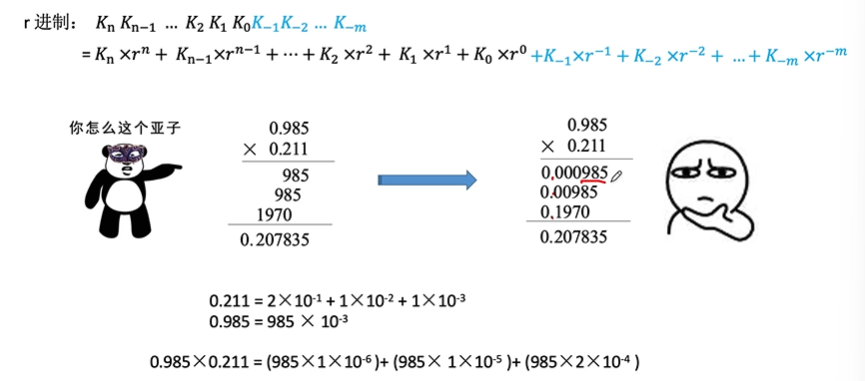 r 进制： Kₙ Kₙ₋₁ … K₂ K₁ K₀K₋₁K₋₂ … K₋ₘ
= Kₙ ×rⁿ + Kₙ₋₁×rⁿ⁻¹ + ⋯ + K₂ ×r² + K₁ ×r¹ + K₀ ×r⁰ +K₋₁×r⁻¹ + K₋₂ ×r⁻² + …+ K₋ₘ ×r⁻ᵐ
你怎么这个亚子
0.985
× 0.211
985
985
1970
0.207835
0.985
× 0.211
0.000985
0.00985
0.1970
0.207835
0.211 = 2×10⁻¹ + 1×10⁻² + 1×10⁻³
0.985 = 985 × 10⁻³
0.985×0.211 = (985×1×10⁻⁶)+ (985× 1×10⁻⁵)+ (985×2×10⁻⁴ )